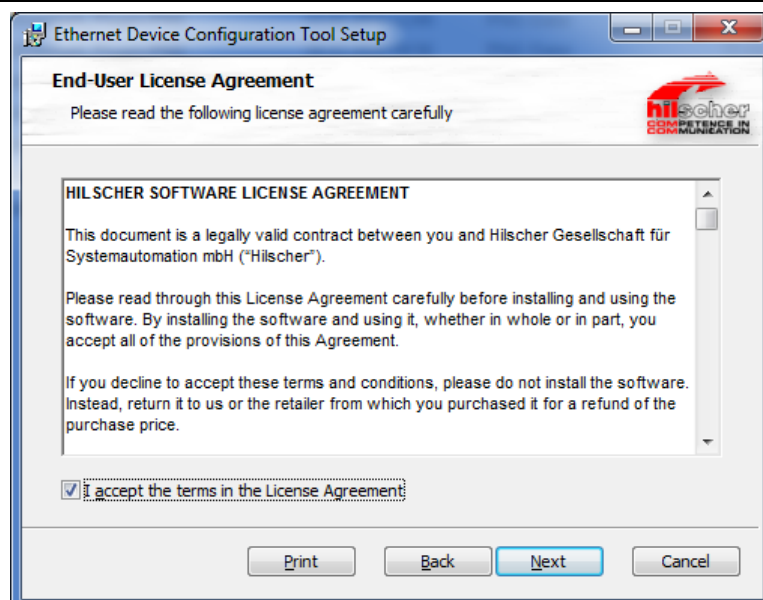 Ethernet Device Configuration Tool Setup
End-User License Agreement
Please read the following license agreement carefully
hilscher
COMPETENCE IN
COMMUNICATION
HILSCHER SOFTWARE LICENSE AGREEMENT
This document is a legally valid contract between you and Hilscher Gesellschaft für
Systemautomation mbH (“Hilscher”).
Please read through this License Agreement carefully before installing and using the
software. By installing the software and using it, whether in whole or in part, you
accept all of the provisions of this Agreement.
If you decline to accept these terms and conditions, please do not install the software.
Instead, return it to us or the retailer from which you purchased it for a refund of the
purchase price.
I accept the terms in the License Agreement
Print Back Next Cancel